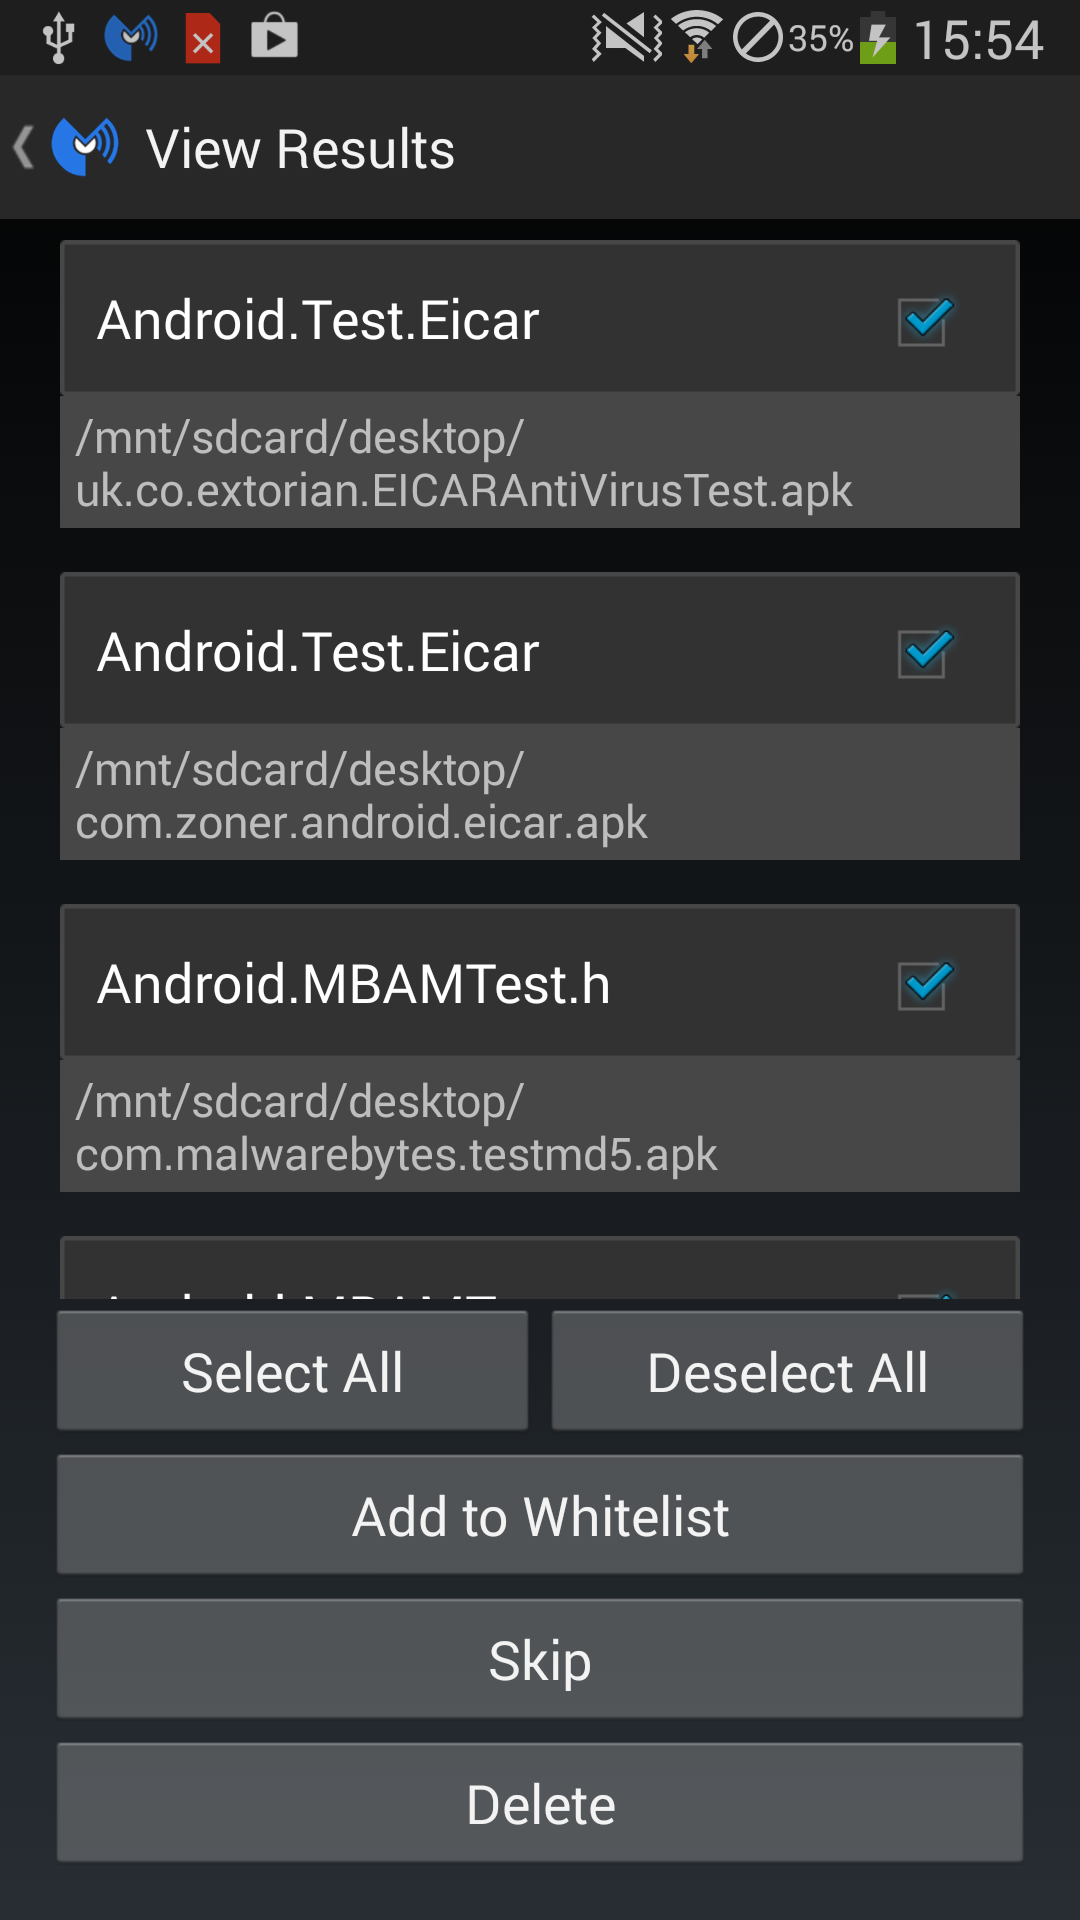 35% 15:54
View Results
Android.Test.Eicar
/mnt/sdcard/desktop/
uk.co.extorian.EICARAntiVirusTest.apk
Android.Test.Eicar
/mnt/sdcard/desktop/
com.zoner.android.eicar.apk
Android.MBAMTest.h
/mnt/sdcard/desktop/
com.malwarebytes.testmd5.apk
Select All
Deselect All
Add to Whitelist
Skip
Delete